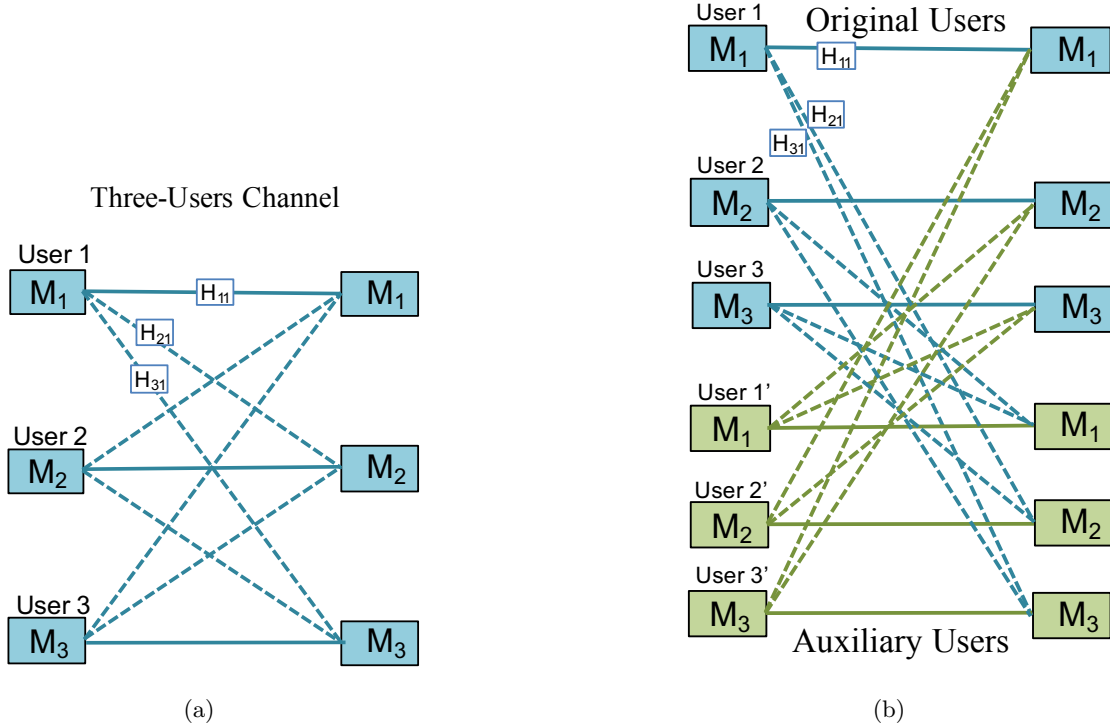 Three-Users Channel
User 1
M1
H11
M1
H21
H31
User 2
M2
M2
User 3
M3
M3
(a)
Original Users
User 1
M1
H11
M1
H21
H31
User 2
M2
M2
User 3
M3
M3
User 1’
M1
M1
User 2’
M2
M2
User 3’
M3
M3
Auxiliary Users
(b)